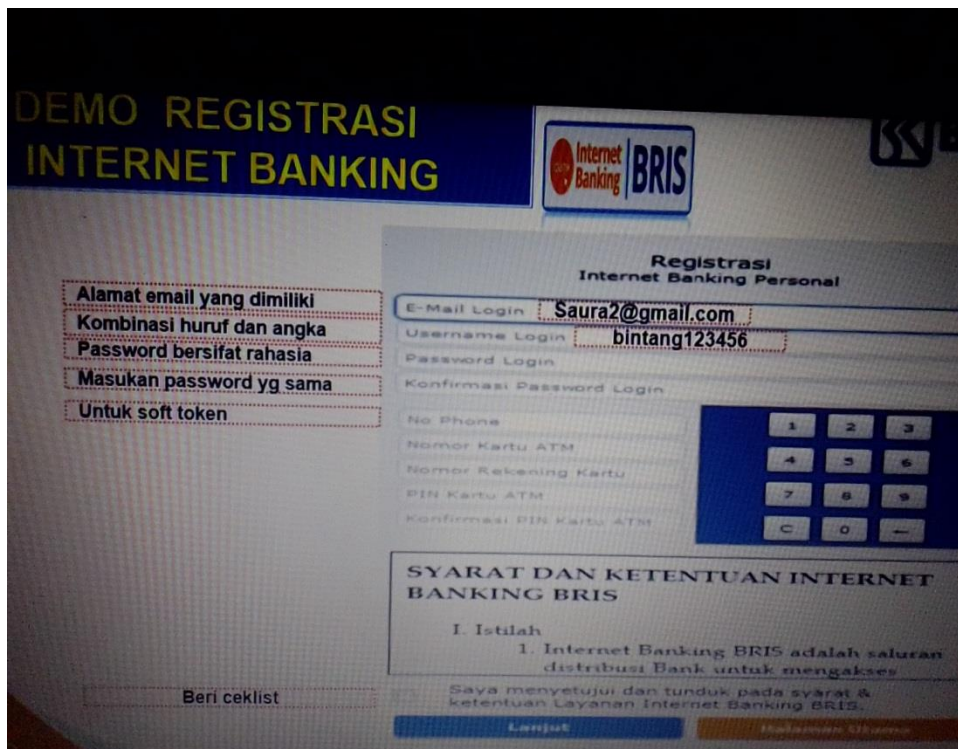 DEMO REGISTRASI
INTERNET BANKING
Internet
Banking
BRIS
Registrasi
Internet Banking Personal
Alamat email yang dimiliki
E-Mail Login
Saura2@gmail.com
Kombinasi huruf dan angka
Username Login
bintang123456
Password bersifat rahasia
Password Login
Masukan password yg sama
Konfirmasi Password Login
Untuk soft token
No Phone
Nomor Kartu ATM
Nomor Rekening Kartu
PIN Kartu ATM
Konfirmasi PIN Kartu ATM
1 2 3
4 5 6
7 8 9
C 0 ←
SYARAT DAN KETENTUAN INTERNET
BANKING BRIS
I. Istilah
1. Internet Banking BRIS adalah saluran
distribusi Bank untuk mengakses
Beri ceklist
Saya menyetujui dan tunduk pada syarat &
ketentuan Layanan Internet Banking BRIS.
Lanjut
Halaman Utama